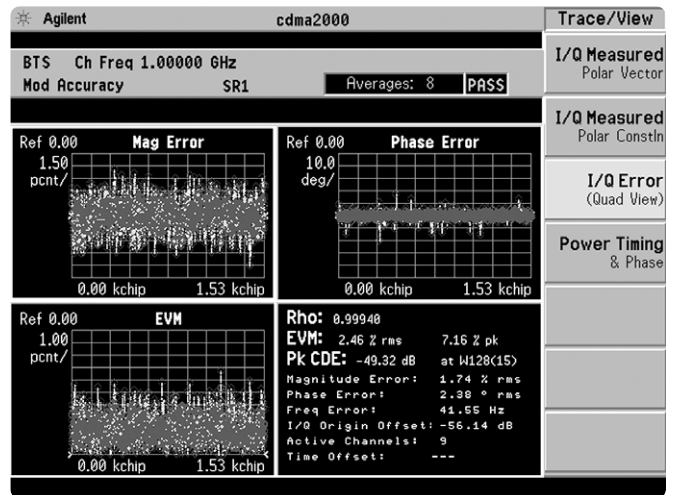 Agilent cdma2000 Trace/View
BTS Ch Freq 1.00000 GHz
Mod Accuracy SR1 Averages: 8 PASS
I/Q Measured
Polar Vector
I/Q Measured
Polar Constln
I/Q Error
(Quad View)
Power Timing
& Phase
Ref 0.00 Mag Error
1.50
pcnt/
0.00 kchip 1.53 kchip
Ref 0.00 Phase Error
10.0
deg/
0.00 kchip 1.53 kchip
Ref 0.00 EVM
1.00
pcnt/
0.00 kchip 1.53 kchip
Rho: 0.99940
EVM: 2.46 % rms 7.16 % pk
Pk CDE: -49.32 dB at W128(15)
Magnitude Error: 1.74 % rms
Phase Error: 2.38 ° rms
Freq Error: 41.55 Hz
I/Q Origin Offset: -56.14 dB
Active Channels: 9
Time Offset: ---